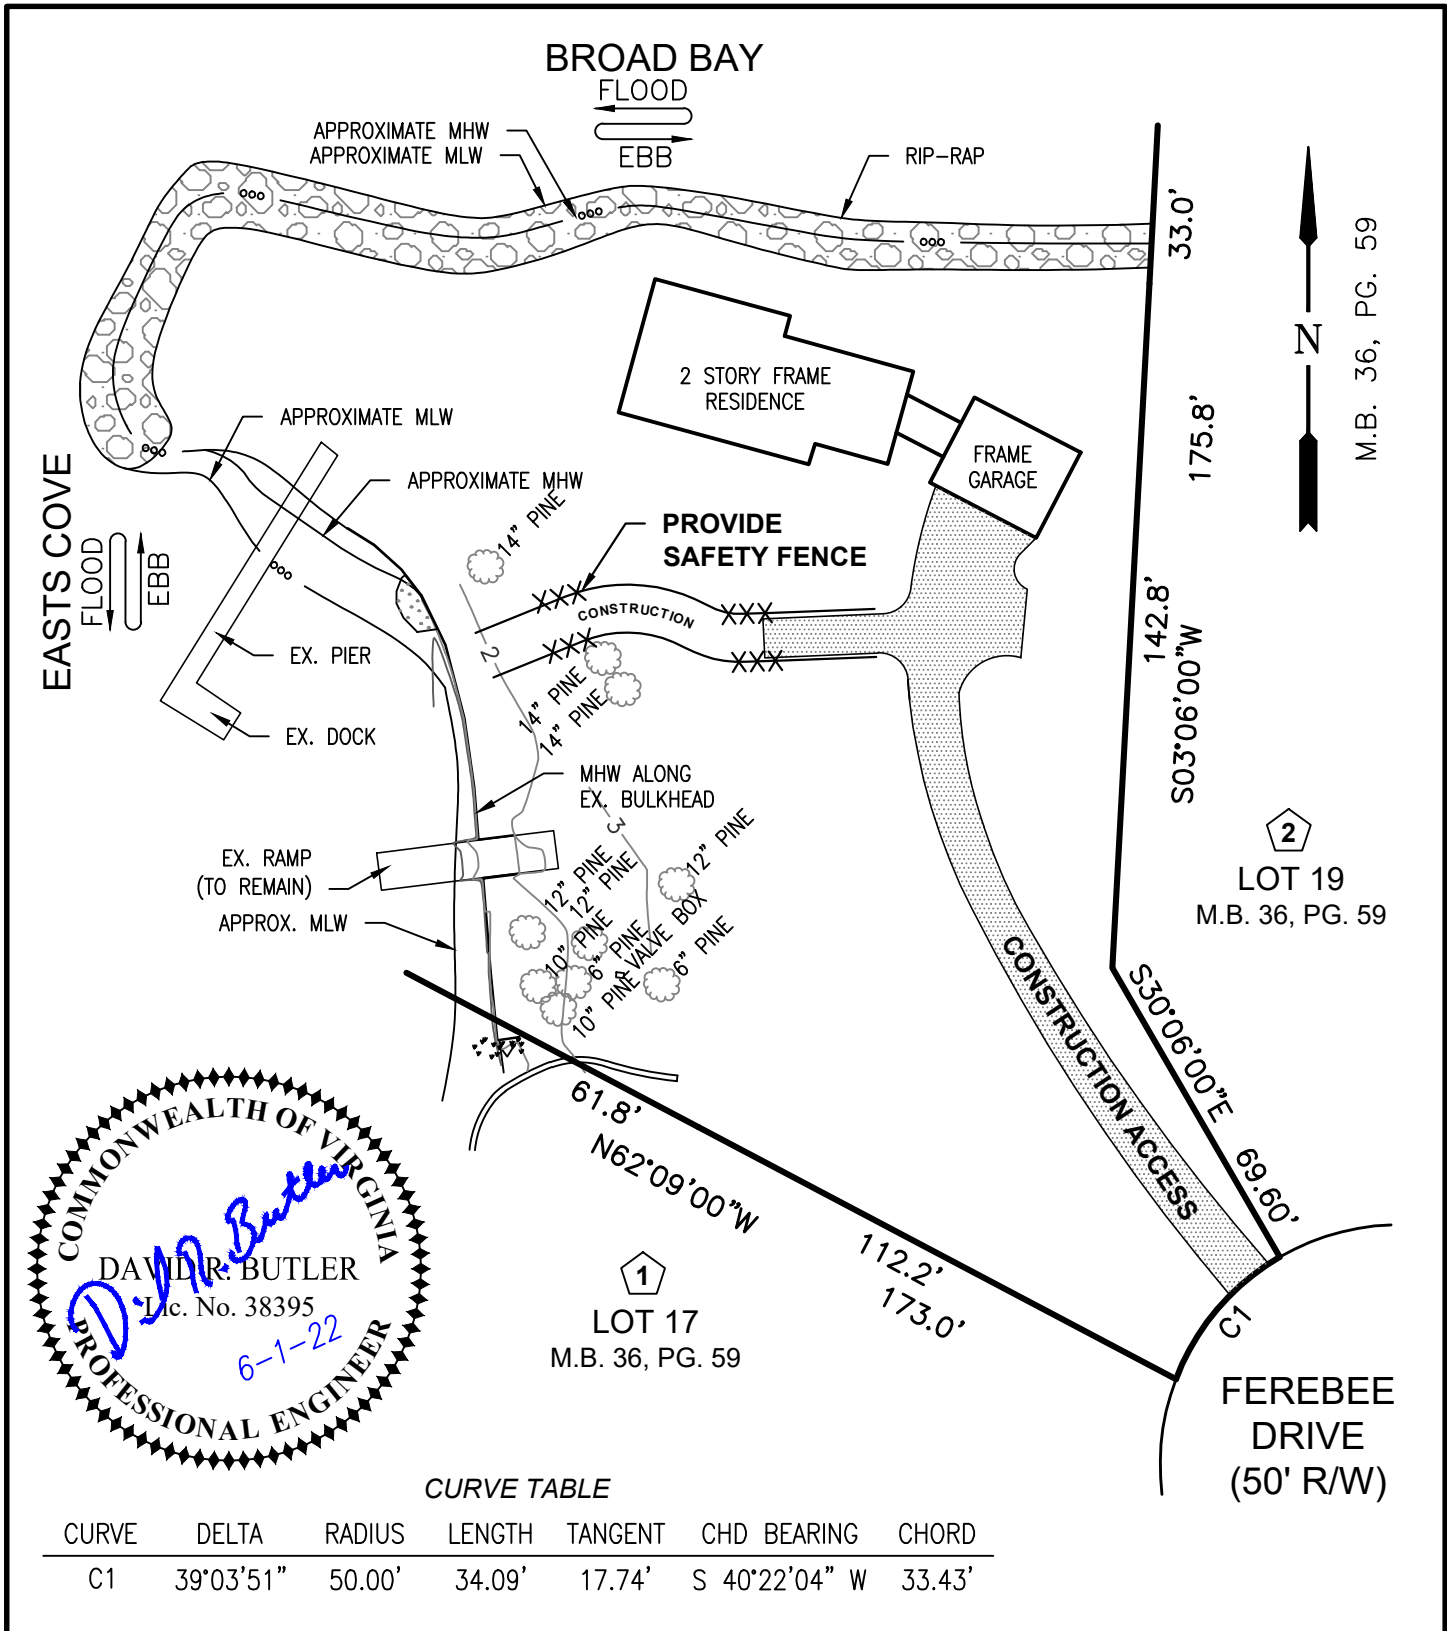 BROAD BAY
FLOOD
EBB
APPROXIMATE MHW
APPROXIMATE MLW
RIP-RAP
33.0'
N
M.B. 36, PG. 59
175.8'
142.8'
S03°06'00"W
2 STORY FRAME
RESIDENCE
FRAME
GARAGE
APPROXIMATE MLW
APPROXIMATE MHW
EASTS COVE
FLOOD
EBB
14" PINE
PROVIDE
SAFETY FENCE
CONSTRUCTION
2
EX. PIER
14" PINE
14" PINE
EX. DOCK
MHW ALONG
EX. BULKHEAD
3
12" PINE
EX. RAMP
(TO REMAIN)
12" PINE
12" PINE
APPROX. MLW
10" PINE
6" PINE
VALVE BOX
6" PINE
10" PINE
2
LOT 19
M.B. 36, PG. 59
CONSTRUCTION ACCESS
S30°06'00"E
69.60'
61.8'
N62°09'00"W
112.2'
173.0'
C1
1
LOT 17
M.B. 36, PG. 59
FEREBEE
DRIVE
(50' R/W)
COMMONWEALTH OF VIRGINIA
David R. Butler
DAVID R. BUTLER
Lic. No. 38395
6-1-22
PROFESSIONAL ENGINEER
CURVE TABLE
CURVE DELTA RADIUS LENGTH TANGENT CHD BEARING CHORD
C1 39°03'51" 50.00' 34.09' 17.74' S 40°22'04" W 33.43'